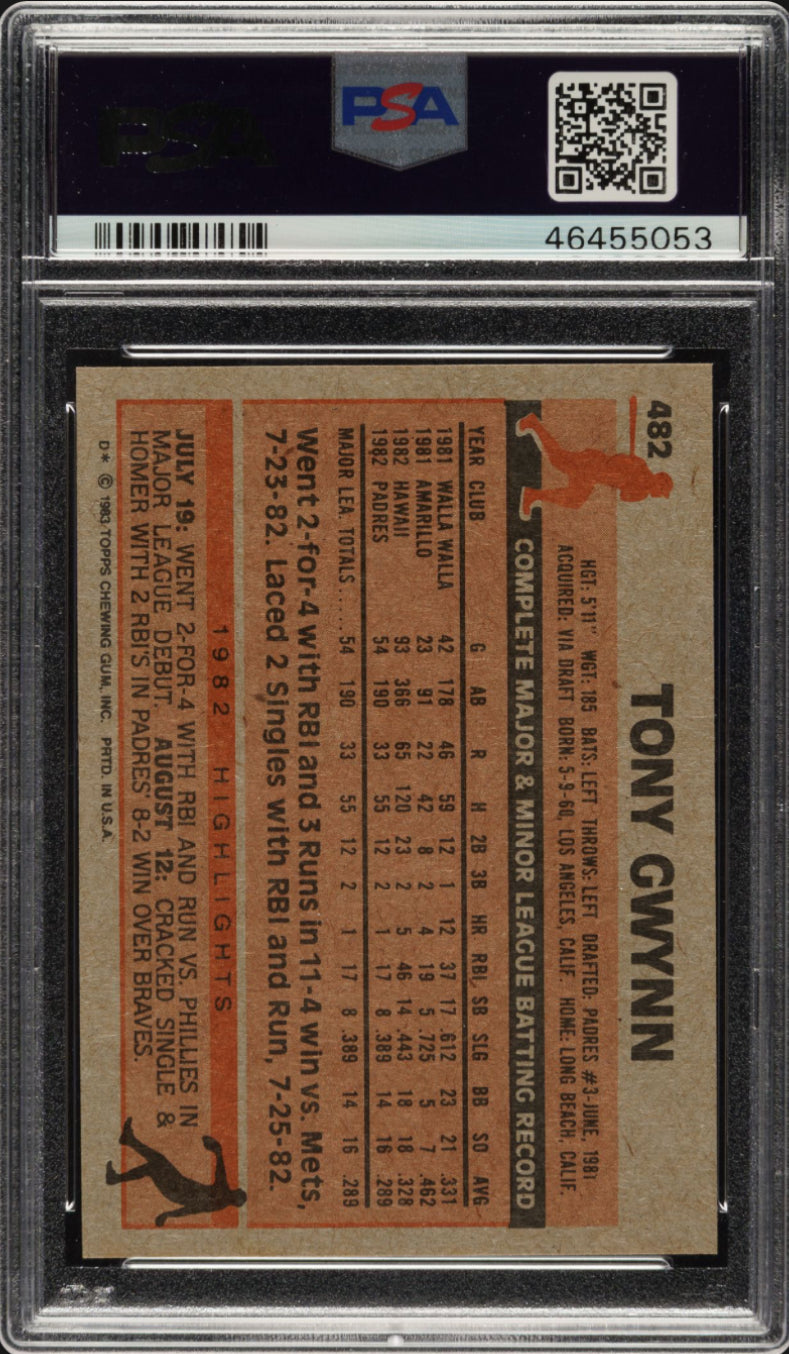 PSA
PSA
46455053
482
TONY GWYNN
HGT: 5'11" WGT: 185 BATS: LEFT THROWS: LEFT DRAFTED: PADRES #3-JUNE, 1981
ACQUIRED: VIA DRAFT BORN: 5-9-60, LOS ANGELES, CALIF. HOME: LONG BEACH, CALIF.
COMPLETE MAJOR & MINOR LEAGUE BATTING RECORD
YEAR CLUB G AB R H 2B 3B HR RBI SB SLG BB SO AVG.
1981 WALLA WALLA 42 178 46 59 12 1 12 37 17 .612 23 21 .331
1981 AMARILLO 23 91 22 42 8 2 4 19 5 .725 5 7 .462
1982 HAWAII 93 366 65 120 23 2 5 46 14 .443 18 18 .328
1982 PADRES 54 190 33 55 12 2 1 17 8 .389 14 16 .289
MAJOR LEA. TOTALS..... 54 190 33 55 12 2 1 17 8 .389 14 16 .289
Went 2-for-4 with RBI and 3 Runs in 11-4 win vs. Mets,
7-23-82. Laced 2 Singles with RBI and Run, 7-25-82.
1982 HIGHLIGHTS
JULY 19: WENT 2-FOR-4 WITH RBI AND RUN VS. PHILLIES IN
MAJOR LEAGUE DEBUT. AUGUST 12: CRACKED SINGLE &
HOMER WITH 2 RBI'S IN PADRES' 8-2 WIN OVER BRAVES.
D* © 1983 TOPPS CHEWING GUM, INC. PRTD. IN U.S.A.